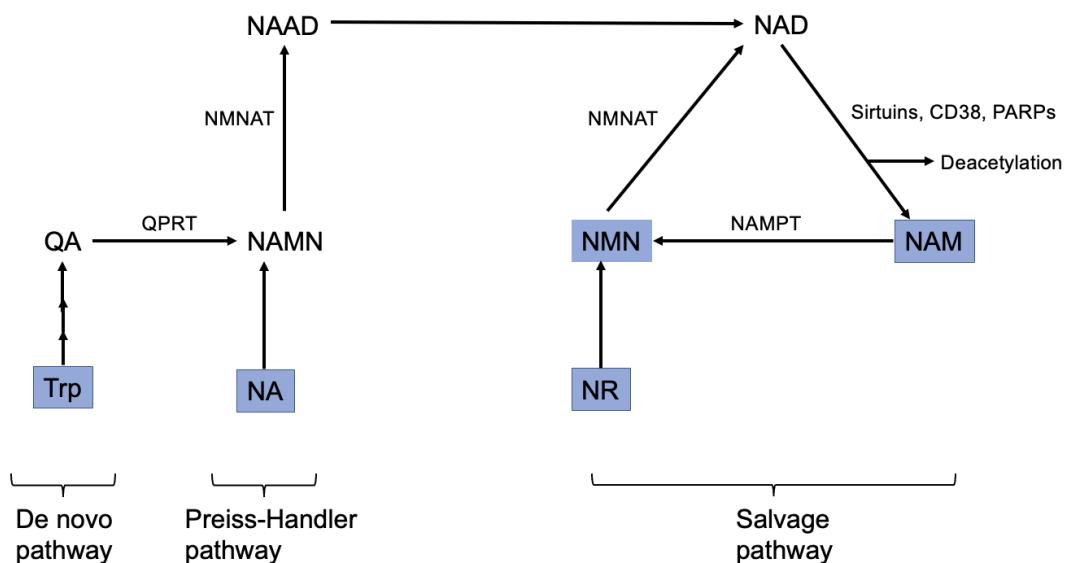 NAAD
NAD
NMNAT
NMNAT
Sirtuins, CD38, PARPs
Deacetylation
QA
QPRT
NAMN
NMN
NAMPT
NAM
Trp
NA
NR
De novo
pathway
Preiss-Handler
pathway
Salvage
pathway